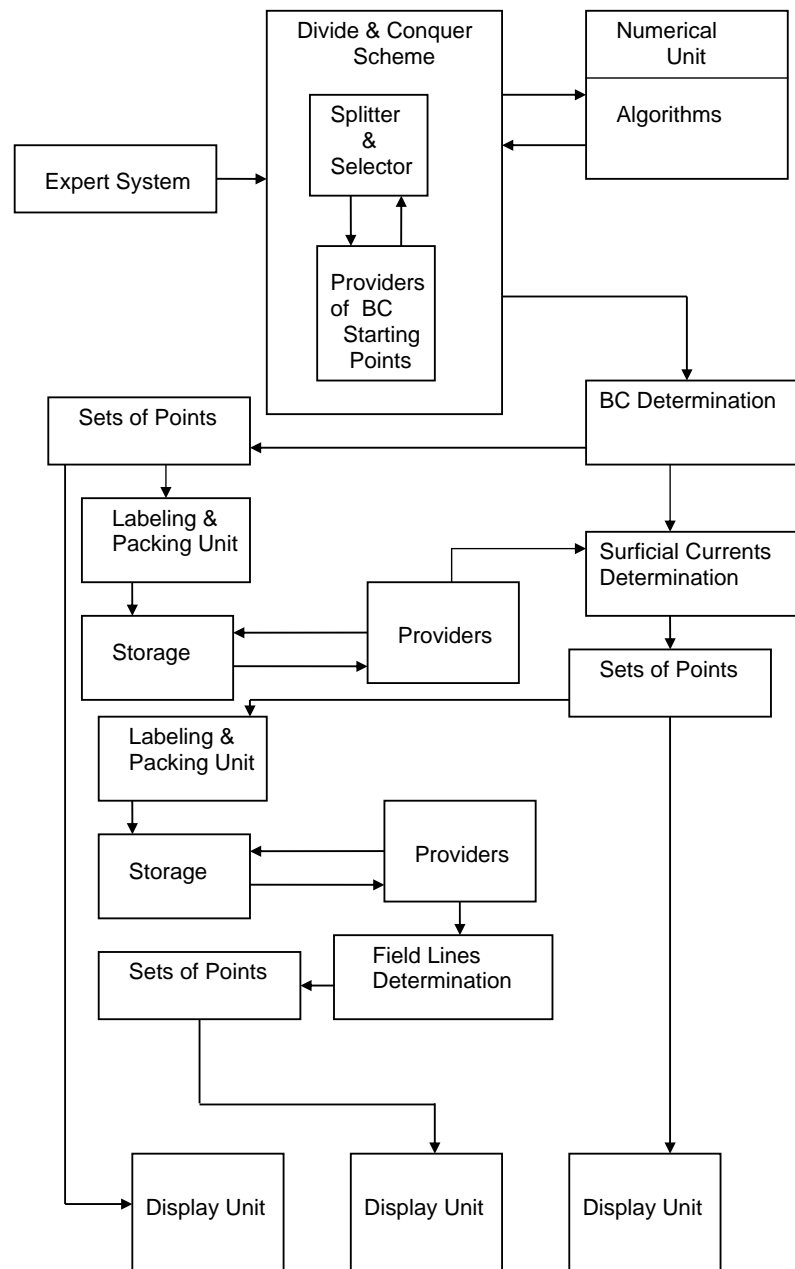 Divide & Conquer
Scheme
Numerical
Unit
Splitter
&
Selector
Algorithms
Expert System
Providers
of BC
Starting
Points
BC Determination
Sets of Points
Labeling &
Packing Unit
Surficial Currents
Determination
Storage
Providers
Sets of Points
Labeling &
Packing Unit
Storage
Providers
Sets of Points
Field Lines
Determination
Display Unit
Display Unit
Display Unit